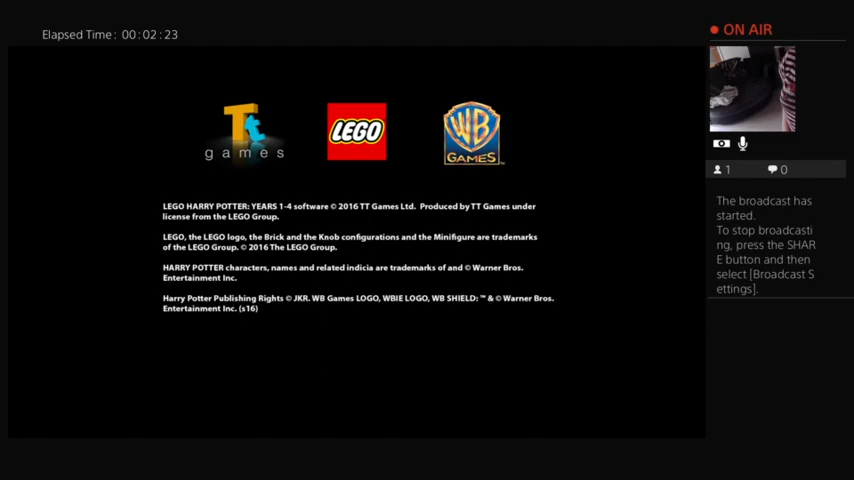 Elapsed Time: 00:02:23
ON AIR
Tt
games
LEGO
WB
GAMES
TM
1
0
LEGO HARRY POTTER: YEARS 1-4 software © 2016 TT Games Ltd. Produced by TT Games under
license from the LEGO Group.
LEGO, the LEGO logo, the Brick and the Knob configurations and the Minifigure are trademarks
of the LEGO Group. © 2016 The LEGO Group.
HARRY POTTER characters, names and related indicia are trademarks of and © Warner Bros.
Entertainment Inc.
Harry Potter Publishing Rights © JKR. WB Games LOGO, WBIE LOGO, WB SHIELD: ™ & © Warner Bros.
Entertainment Inc. (s16)
The broadcast has
started.
To stop broadcasti
ng, press the SHAR
E button and then
select [Broadcast S
ettings].